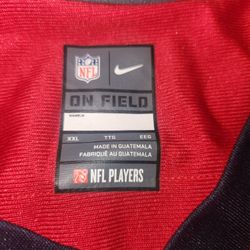 NFL
ON FIELD
XXL TTG EEG
MADE IN GUATEMALA
FABRIQUÉ AU GUATEMALA
NFL PLAYERS